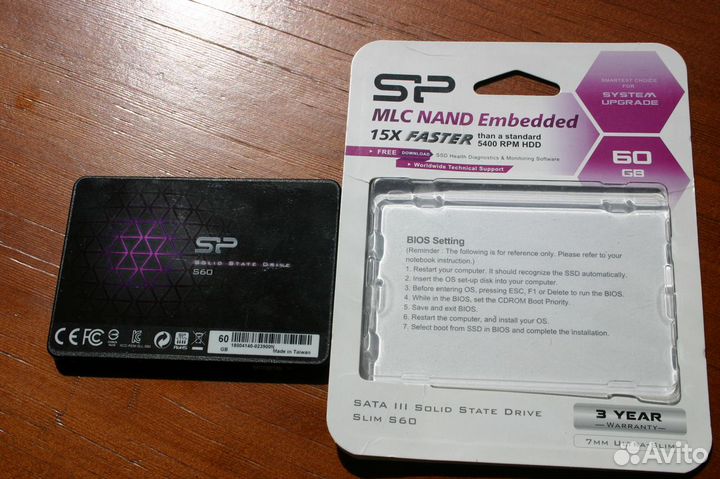 SP
SOLID STATE DRIVE
S60
CE FC
RoHS
60
GB
Made in Taiwan
SP
MLC NAND Embedded
15X FASTER than a standard
5400 RPM HDD
FREE DOWNLOAD : SSD Health Diagnostics & Monitoring Software
Worldwide Technical Support
SMARTEST CHOICE
FOR
SYSTEM
UPGRADE
60
GB
BIOS Setting
(Reminder : The following is for reference only. Please refer to your
notebook instruction.)
1. Restart your computer. It should recognize the SSD automatically.
2. Insert the OS set-up disk into your computer.
3. Before entering OS, pressing ESC, F1 or Delete to run the BIOS.
4. While in the BIOS, set the CDROM Boot Priority.
5. Save and exit BIOS.
6. Restart the computer, and install your OS.
7. Select boot from SSD in BIOS and complete the Installation.
SATA III SOLID STATE DRIVE
SLIM S60
3 YEAR
WARRANTY
7MM ULTRA-SLIM
Avito